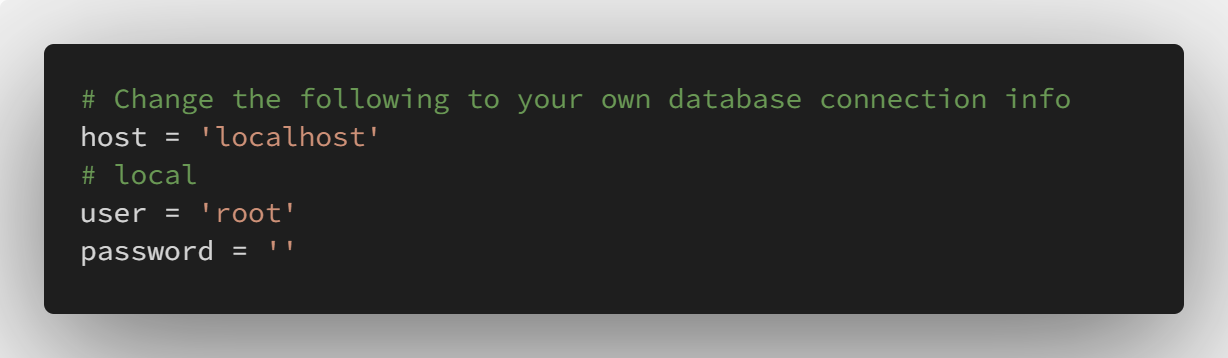 # Change the following to your own database connection info
host = 'localhost'
# local
user = 'root'
password = ''